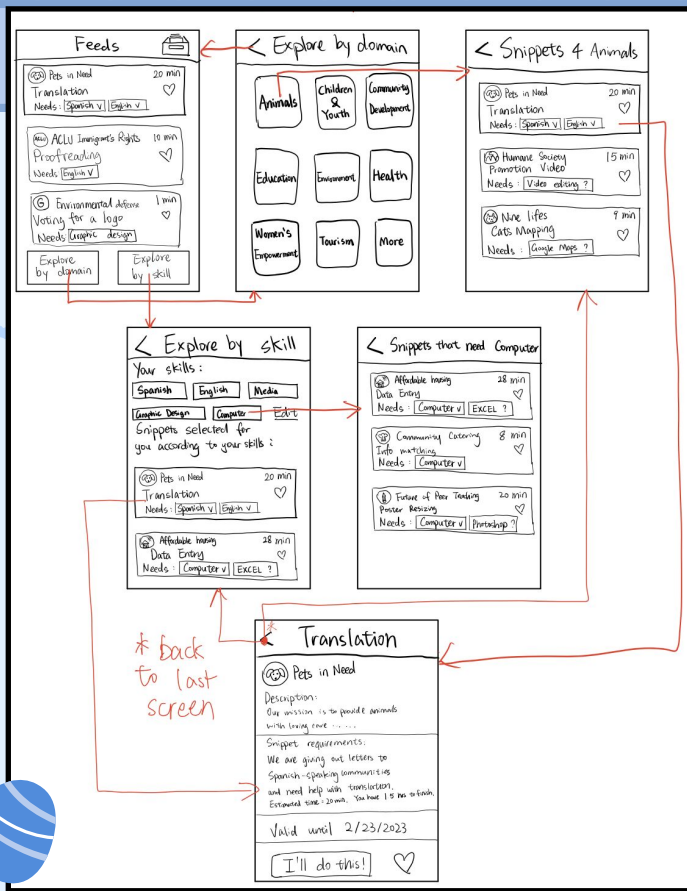 Feeds
Pets in Need 20 min
Translation
Needs: Spanish v English v
ACLU Immigrant's Rights 10 min
Proofreading
Needs English v
Environmental defense 1 min
Voting for a logo
Needs Graphic design
Explore by domain
Explore by skill
< Explore by domain
Animals
Children & Youth
Community Development
Education
Environment
Health
Women's Empowerment
Tourism
More
< Snippets 4 Animals
Pets in Need 20 min
Translation
Needs: Spanish v English v
Humane Society 15 min
Promotion Video
Needs: Video editing ?
Nine lifes 9 min
Cats Mapping
Needs: Google Maps ?
< Explore by skill
Your skills:
Spanish English Media
Graphic Design Computer Edit
Snippets selected for
you according to your skills:
Pets in Need 20 min
Translation
Needs: Spanish v English v
Affordable housing 28 min
Data Entry
Needs: Computer v EXCEL ?
< Snippets that need Computer
Affordable housing 28 min
Data Entry
Needs: Computer v EXCEL ?
Community Catering 8 min
Info matching
Needs: Computer v
Future of Peer Teaching 20 min
Poster Resizing
Needs: Computer v Photoshop ?
* back
to last
screen
*
< Translation
Pets in Need
Description:
Our mission is to provide animals
with loving care ......
Snippet requirements:
We are giving out letters to
Spanish-speaking communities
and need help with translation.
Estimated time: 20min. You have 15 hrs to finish.
Valid until 2/23/2023
I'll do this!